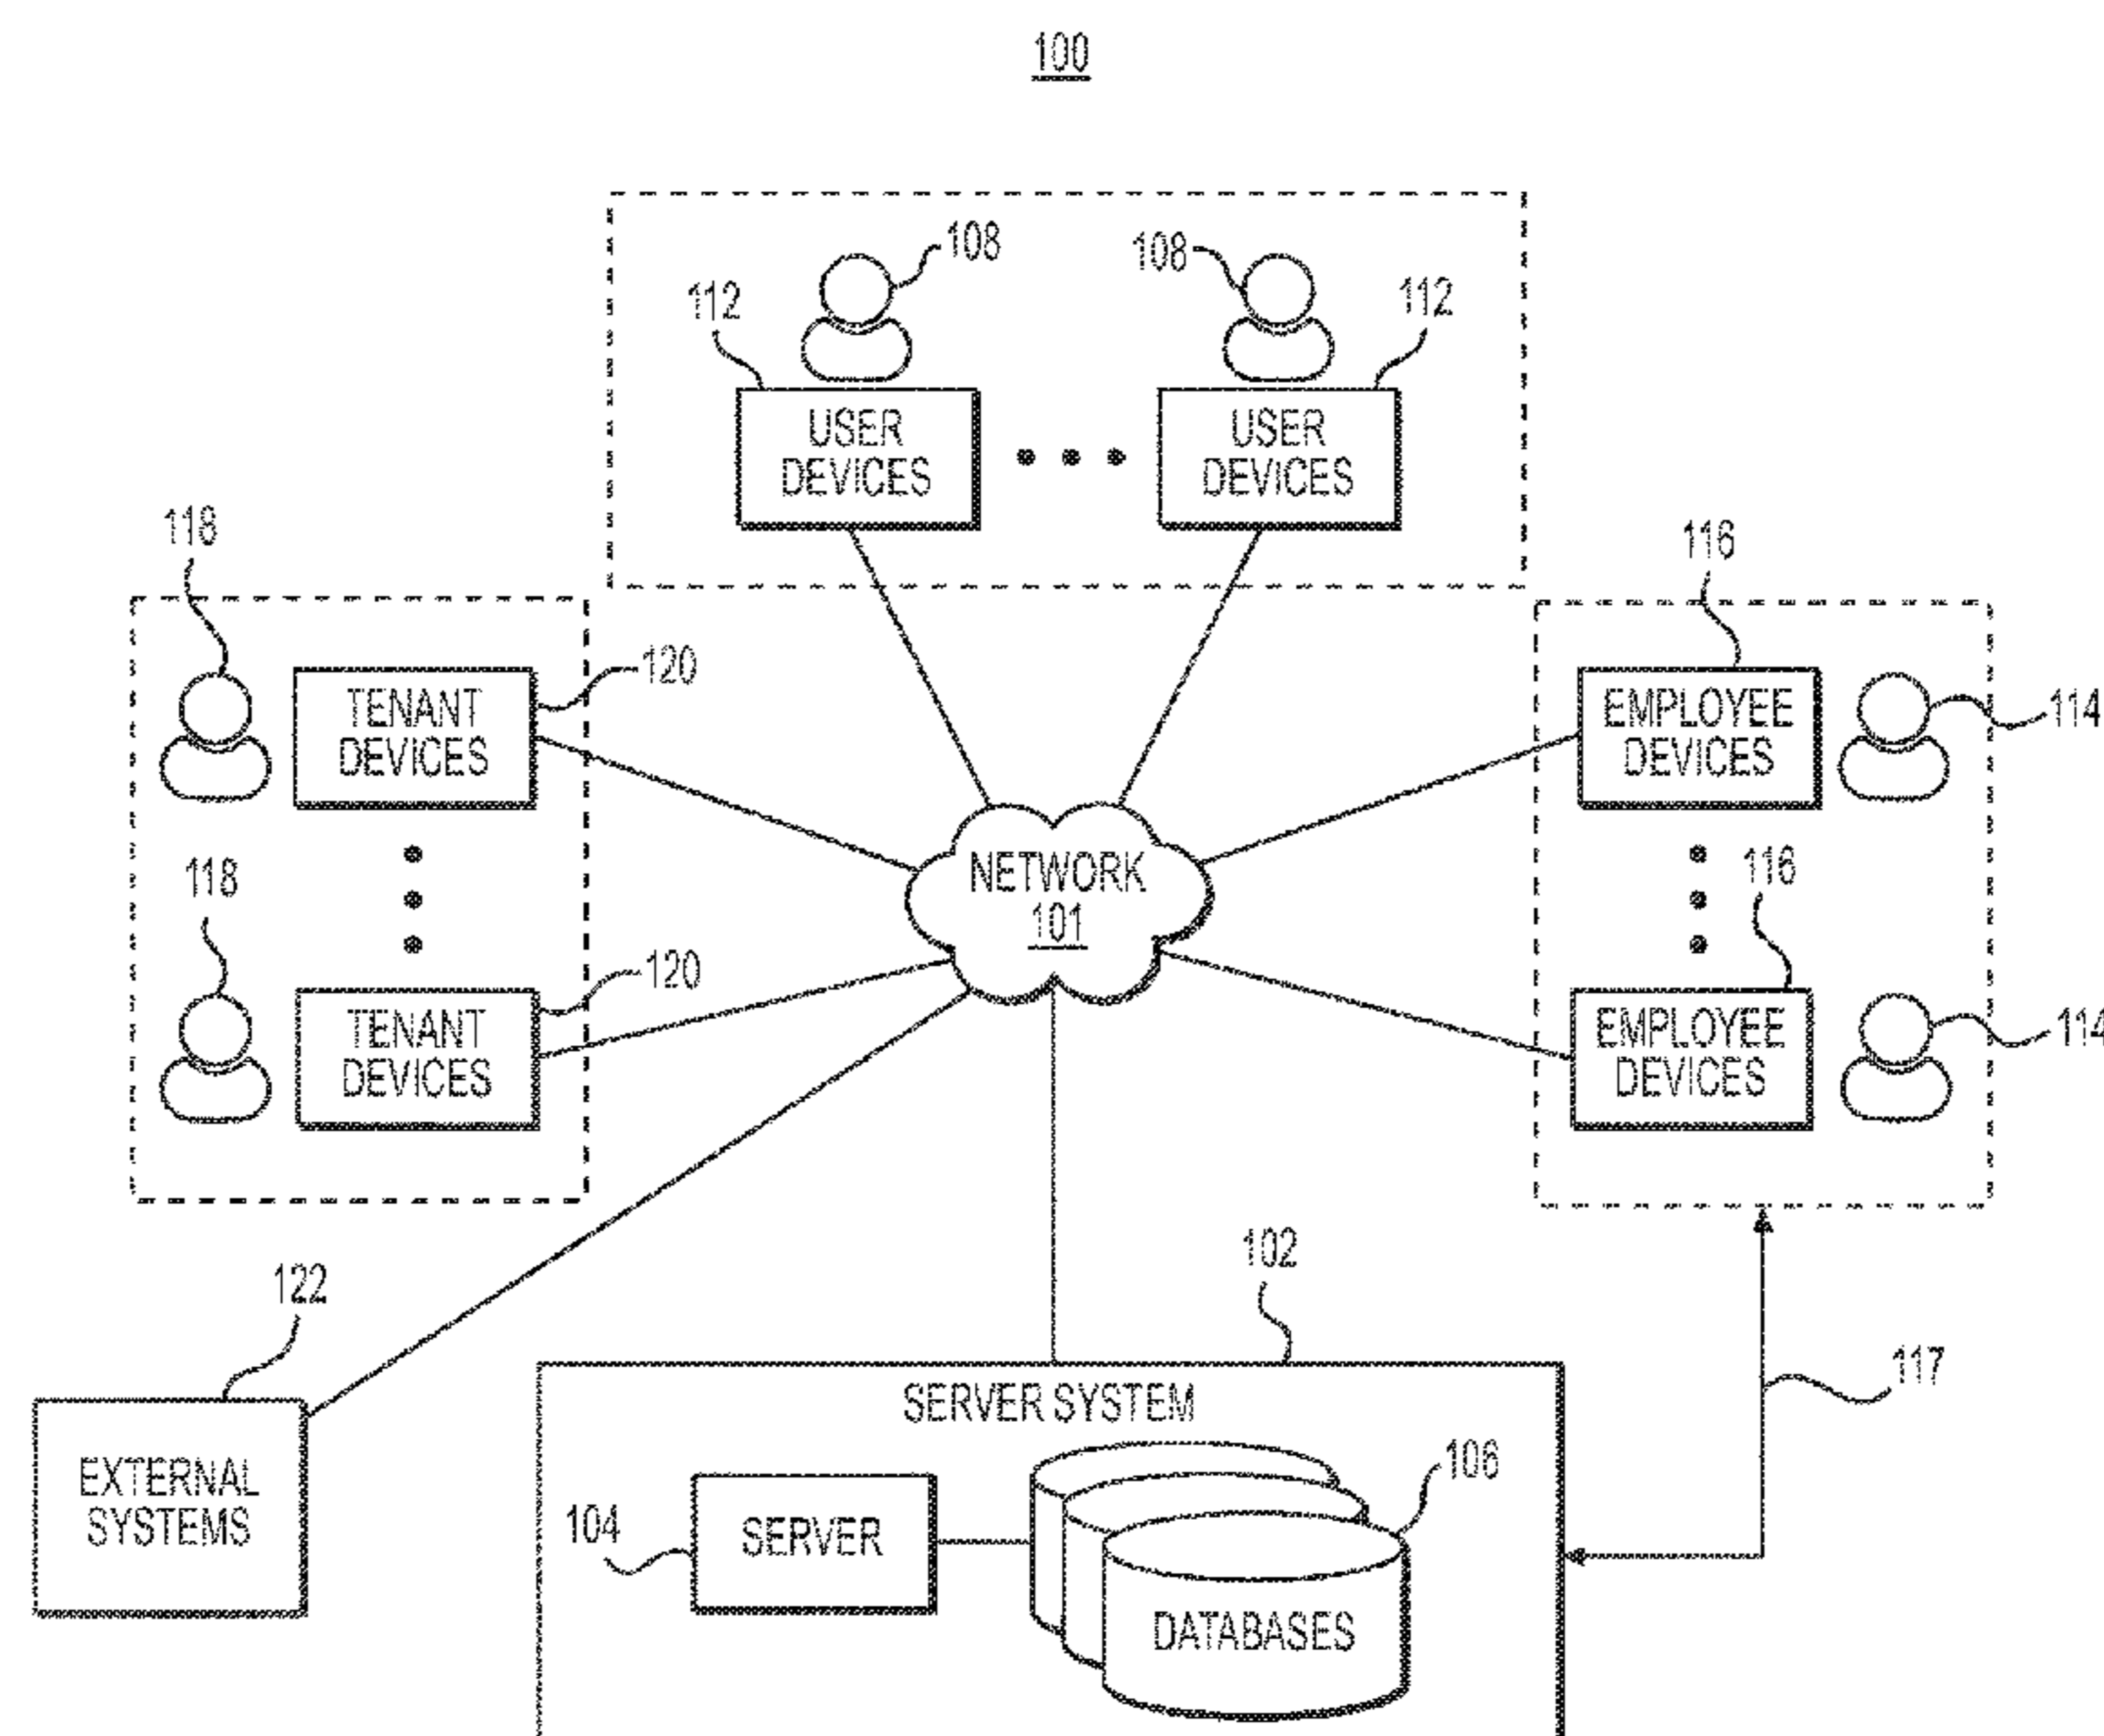 100
108
108
112
112
USER
DEVICES
USER
DEVICES
118
116
120
TENANT
DEVICES
EMPLOYEE
DEVICES
114
118
NETWORK
101
116
120
TENANT
DEVICES
EMPLOYEE
DEVICES
114
122
102
117
SERVER SYSTEM
EXTERNAL
SYSTEMS
104
SERVER
106
DATABASES